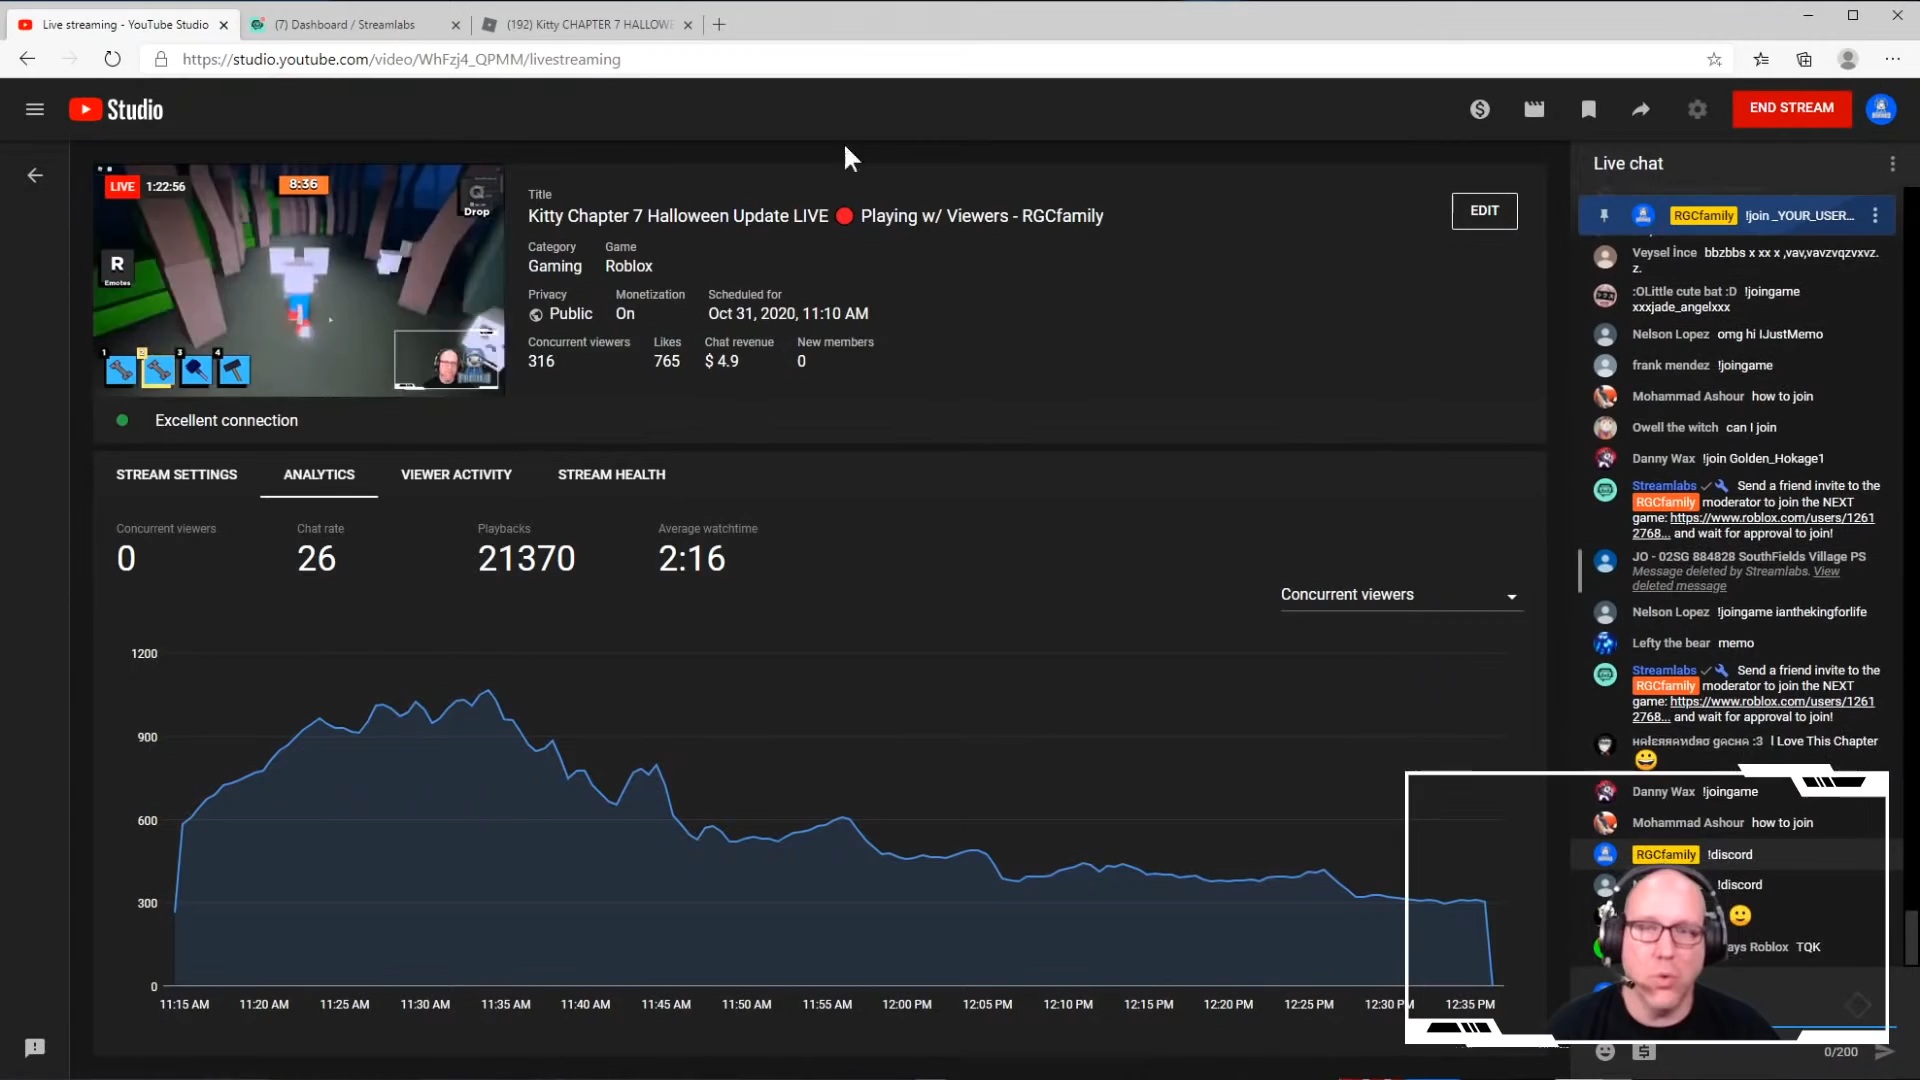 Live streaming - YouTube Studio
(7) Dashboard / Streamlabs
(192) Kitty CHAPTER 7 HALLOWE
https://studio.youtube.com/video/WhFzj4_QPMM/livestreaming
Studio
END STREAM
LIVE 1:22:56
8:36
Q
Drop
R
Emotes
1 2 3 4
Title
Kitty Chapter 7 Halloween Update LIVE 🔴 Playing w/ Viewers - RGCfamily
EDIT
Category Game
Gaming Roblox
Privacy Monetization Scheduled for
Public On Oct 31, 2020, 11:10 AM
Concurrent viewers Likes Chat revenue New members
316 765 $ 4.9 0
Excellent connection
STREAM SETTINGS ANALYTICS VIEWER ACTIVITY STREAM HEALTH
Concurrent viewers Chat rate Playbacks Average watchtime
0 26 21370 2:16
Concurrent viewers
1200
900
600
300
0
11:15 AM 11:20 AM 11:25 AM 11:30 AM 11:35 AM 11:40 AM 11:45 AM 11:50 AM 11:55 AM 12:00 PM 12:05 PM 12:10 PM 12:15 PM 12:20 PM 12:25 PM 12:30 PM 12:35 PM
Live chat
RGCfamily !join _YOUR_USER...
Veysel İnce bbzbbs x xx x ,vav,vavzvqzvxvz.
z.
:OLittle cute bat :D !joingame
xxxjade_angelxxx
Nelson Lopez omg hi IJustMemo
frank mendez !joingame
Mohammad Ashour how to join
Owell the witch can I join
Danny Wax !join Golden_Hokage1
Streamlabs Send a friend invite to the
RGCfamily moderator to join the NEXT
game: https://www.roblox.com/users/1261
2768... and wait for approval to join!
JO - 02SG 884828 SouthFields Village PS
Message deleted by Streamlabs. View
deleted message
Nelson Lopez !joingame ianthekingforlife
Lefty the bear memo
Streamlabs Send a friend invite to the
RGCfamily moderator to join the NEXT
game: https://www.roblox.com/users/1261
2768... and wait for approval to join!
:3 I Love This Chapter
😀
Danny Wax !joingame
Mohammad Ashour how to join
RGCfamily !discord
!discord
🙂
ays Roblox TQK
0/200